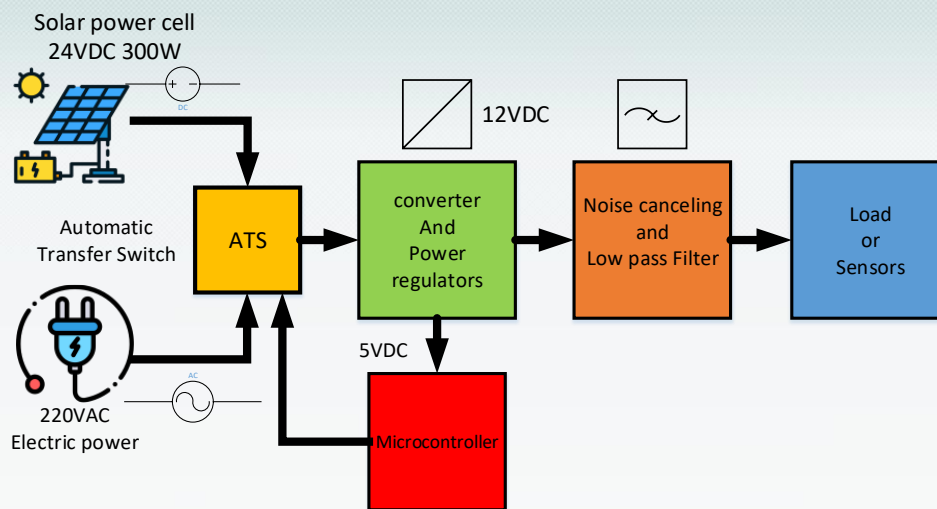 Solar power cell
24VDC 300W
DC
12VDC
Automatic
Transfer Switch
ATS
converter
And
Power
regulators
Noise canceling
and
Low pass Filter
Load
or
Sensors
5VDC
AC
220VAC
Electric power
Microcontroller